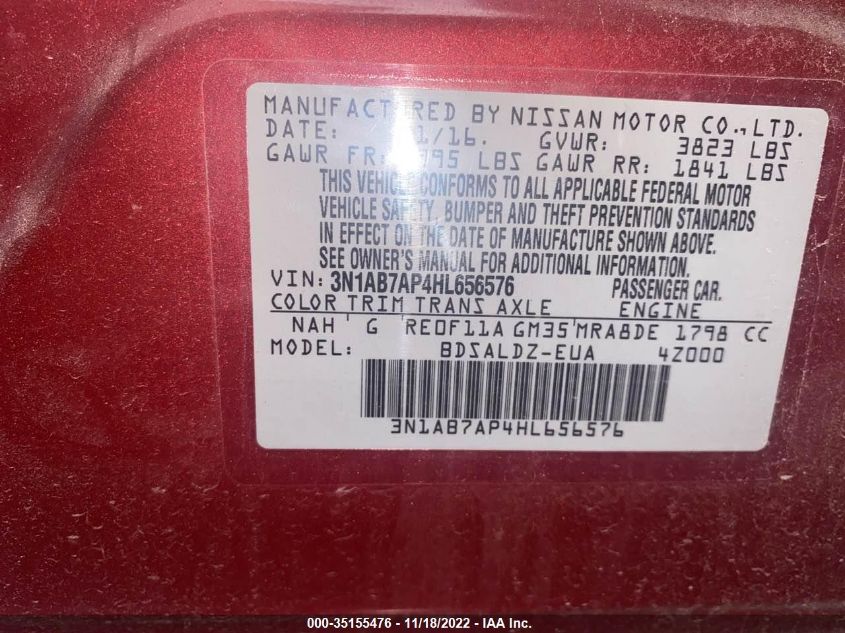 MANUFACTURED BY NISSAN MOTOR CO.,LTD.
DATE: 1/16. GVWR: 3823 LBS
GAWR FR: 995 LBS GAWR RR: 1841 LBS
THIS VEHICLE CONFORMS TO ALL APPLICABLE FEDERAL MOTOR
VEHICLE SAFETY, BUMPER AND THEFT PREVENTION STANDARDS
IN EFFECT ON THE DATE OF MANUFACTURE SHOWN ABOVE.
SEE OWNER'S MANUAL FOR ADDITIONAL INFORMATION.
VIN: 3N1AB7AP4HL656576 PASSENGER CAR.
COLOR TRIM TRANS AXLE ENGINE
NAH G RE0F11A GM35 MRA8DE 1798 CC
MODEL: BDSALDZ-EUA 4Z000
3N1AB7AP4HL656576
000-35155476 - 11/18/2022 - IAA Inc.